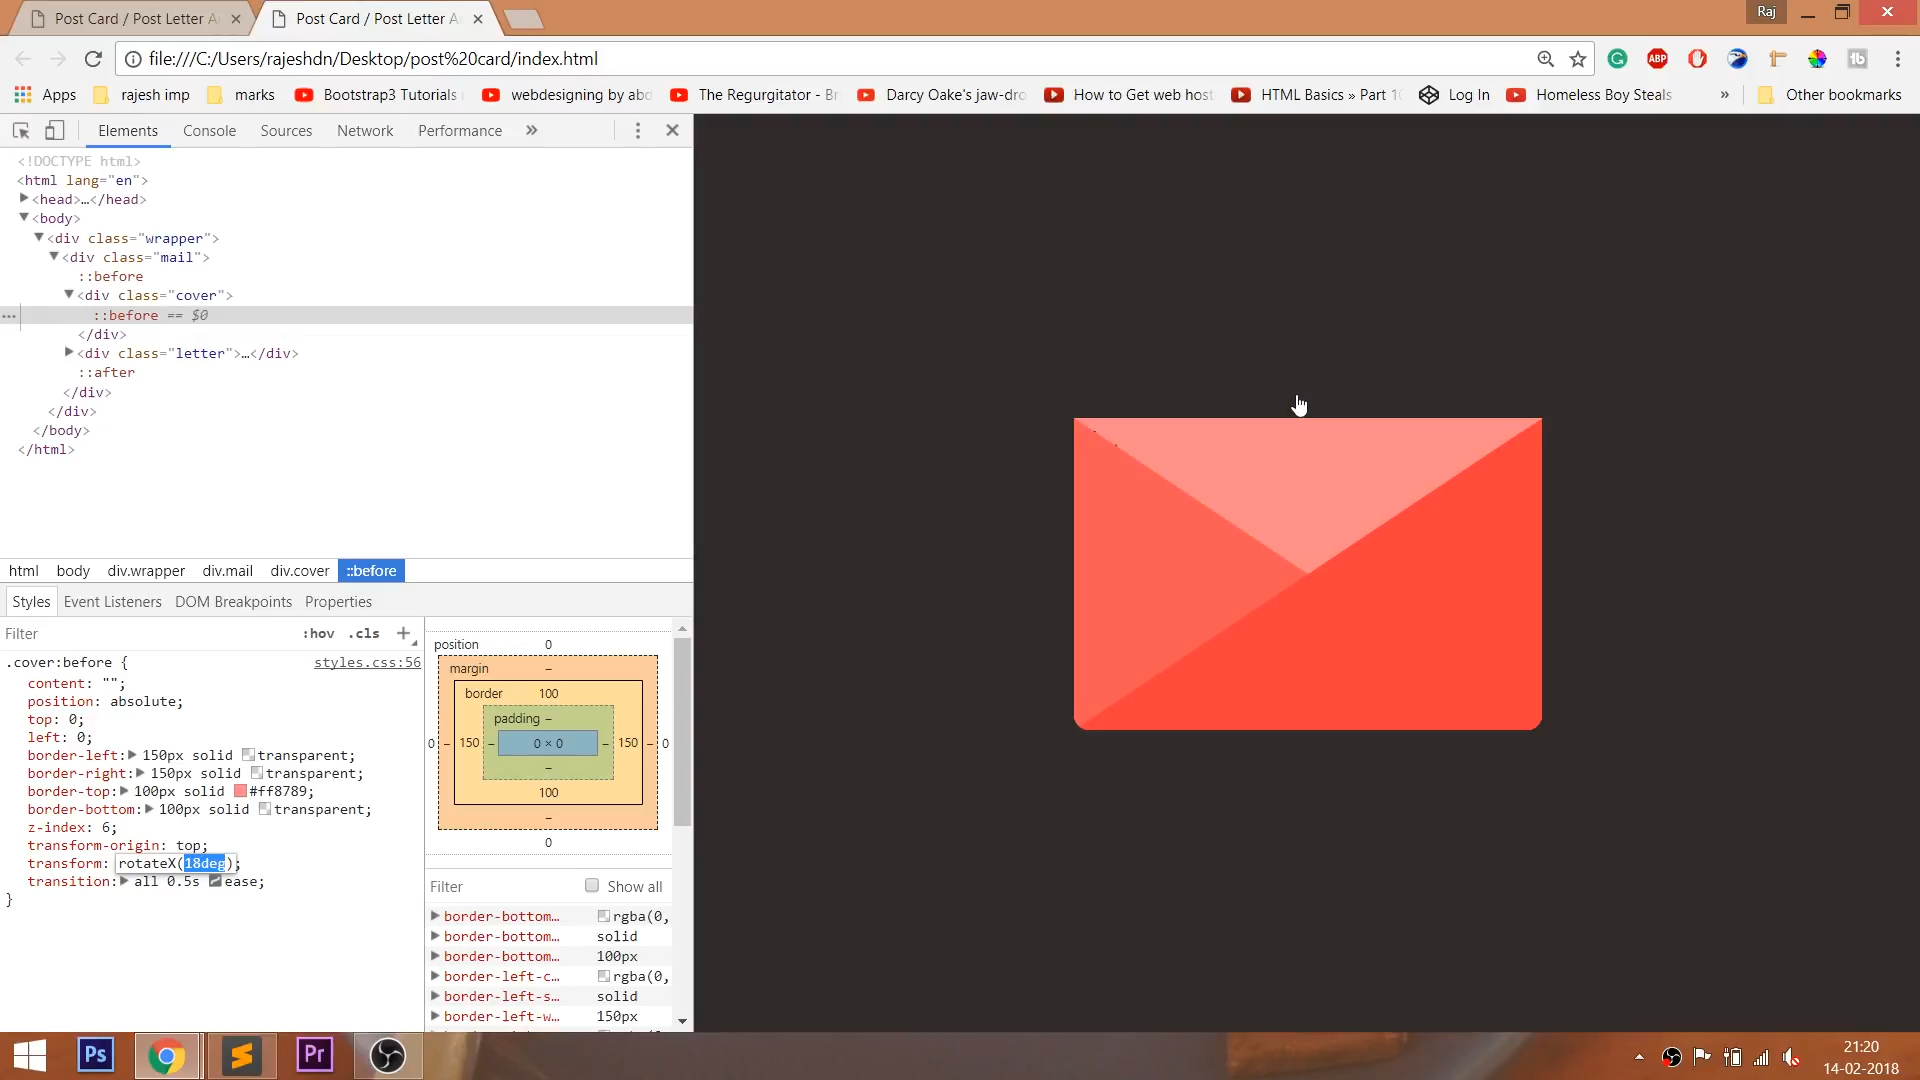 Post Card / Post Letter A
Post Card / Post Letter A
Raj
file:///C:/Users/rajeshdn/Desktop/post%20card/index.html
Apps
rajesh imp
marks
Bootstrap3 Tutorials
webdesigning by abd
The Regurgitator - Br
Darcy Oake's jaw-dro
How to Get web host
HTML Basics » Part 10
Log In
Homeless Boy Steals
»
Other bookmarks
Elements
Console
Sources
Network
Performance
»
<!DOCTYPE html>
<html lang="en">
<head>…</head>
<body>
<div class="wrapper">
<div class="mail">
::before
<div class="cover">
::before == $0
</div>
<div class="letter">…</div>
::after
</div>
</div>
</body>
</html>
html body div.wrapper div.mail div.cover ::before
Styles Event Listeners DOM Breakpoints Properties
Filter :hov .cls +
.cover:before { styles.css:56
content: "";
position: absolute;
top: 0;
left: 0;
border-left: 150px solid transparent;
border-right: 150px solid transparent;
border-top: 100px solid #ff8789;
border-bottom: 100px solid transparent;
z-index: 6;
transform-origin: top;
transform: rotateX(18deg);
transition: all 0.5s ease;
}
position 0
margin –
border 100
padding –
0 – 150 – 0 × 0 – 150 – 0
–
100
–
0
Filter Show all
border-bottom… rgba(0,
border-bottom… solid
border-bottom… 100px
border-left-c… rgba(0,
border-left-s… solid
border-left-w… 150px
Ps
Pr
ABP
21:20
14-02-2018